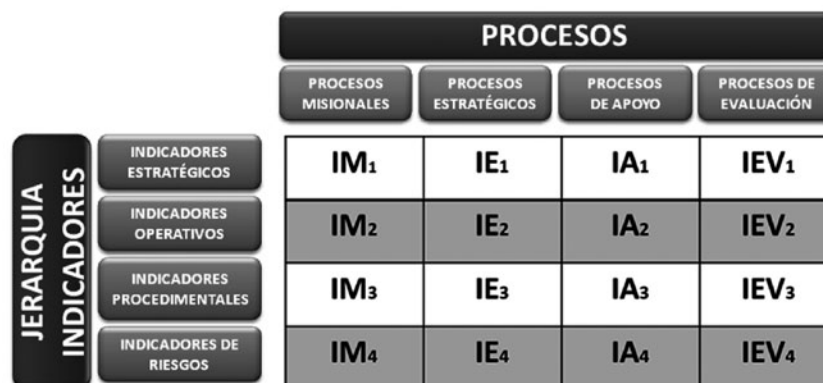 PROCESOS
PROCESOS MISIONALES
PROCESOS ESTRATÉGICOS
PROCESOS DE APOYO
PROCESOS DE EVALUACIÓN
JERARQUIA INDICADORES
INDICADORES ESTRATÉGICOS
IM₁ IE₁ IA₁ IEV₁
INDICADORES OPERATIVOS
IM₂ IE₂ IA₂ IEV₂
INDICADORES PROCEDIMENTALES
IM₃ IE₃ IA₃ IEV₃
INDICADORES DE RIESGOS
IM₄ IE₄ IA₄ IEV₄